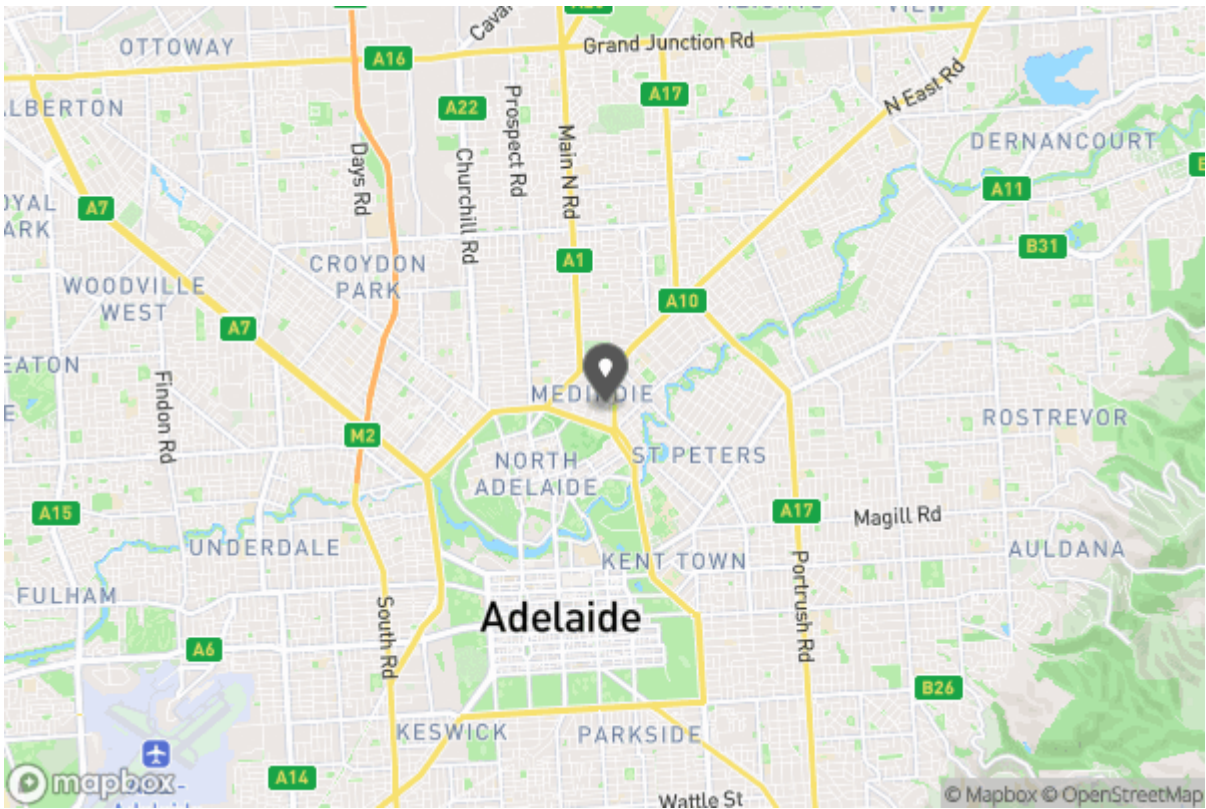 OTTOWAY
Grand Junction Rd
A16
A22
A17
ALBERTON
Prospect Rd
Main N Rd
N East Rd
DERNANCOURT
Days Rd
Churchill Rd
A11
A7
B31
A1
CROYDON
PARK
WOODVILLE
WEST
A10
A7
Findon Rd
MEDINDIE
M2
ROSTREVOR
NORTH
ADELAIDE
ST PETERS
A15
A17
Magill Rd
UNDERDALE
KENT TOWN
AULDANA
FULHAM
South Rd
Adelaide
Portrush Rd
A6
B26
KESWICK
PARKSIDE
A14
mapbox
Wattle St
© Mapbox © OpenStreetMap